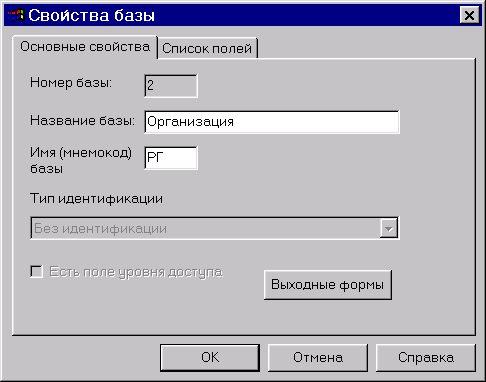 Свойства базы
Основные свойства
Список полей
Номер базы:
2
Название базы:
Организация
Имя (мнемокод)
базы
РГ
Тип идентификации
Без идентификации
Есть поле уровня доступа
Выходные формы
OK
Отмена
Справка